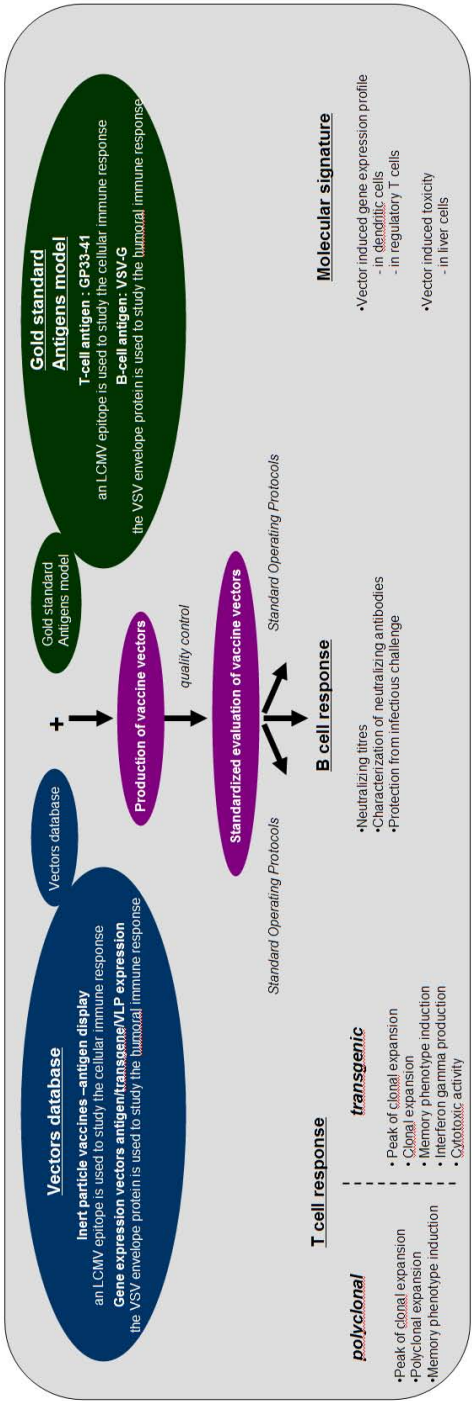 Vectors database
Inert particle vaccines –antigen display
an LCMV epitope is used to study the cellular immune response
Gene expression vectors antigen/transgene/VLP expression
the VSV envelope protein is used to study the humoral immune response
Vectors database
+
Gold standard
Antigens model
Gold standard
Antigens model
T-cell antigen : GP33-41
an LCMV epitope is used to study the cellular immune response
B-cell antigen: VSV-G
the VSV envelope protein is used to study the humoral immune response
Production of vaccine vectors
quality control
Standardized evaluation of vaccine vectors
Standard Operating Protocols
Standard Operating Protocols
T cell response
polyclonal
•Peak of clonal expansion
•Polyclonal expansion
•Memory phenotype induction
transgenic
• Peak of clonal expansion
• Clonal expansion
• Memory phenotype induction
• Interferon gamma production
• Cytotoxic activity
B cell response
•Neutralizing titres
•Characterization of neutralizing antibodies
•Protection from infectious challenge
Molecular signature
•Vector induced gene expression profile
- in dendritic cells
- in regulatory T cells
•Vector induced toxicity
- in liver cells